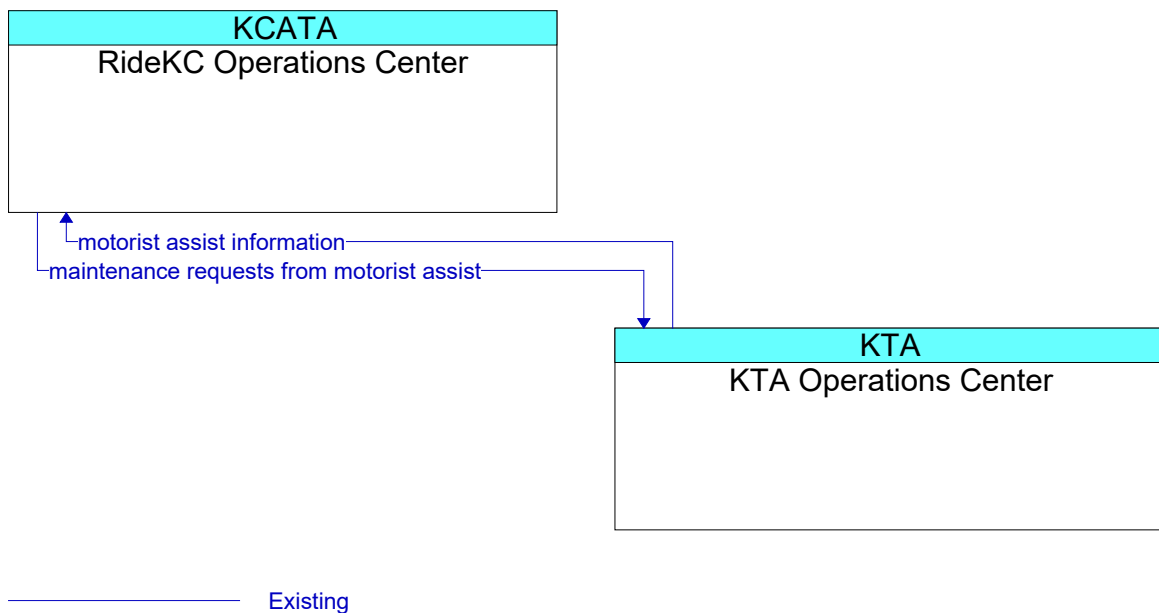 KCATA
RideKC Operations Center
motorist assist information
maintenance requests from motorist assist
KTA
KTA Operations Center
Existing